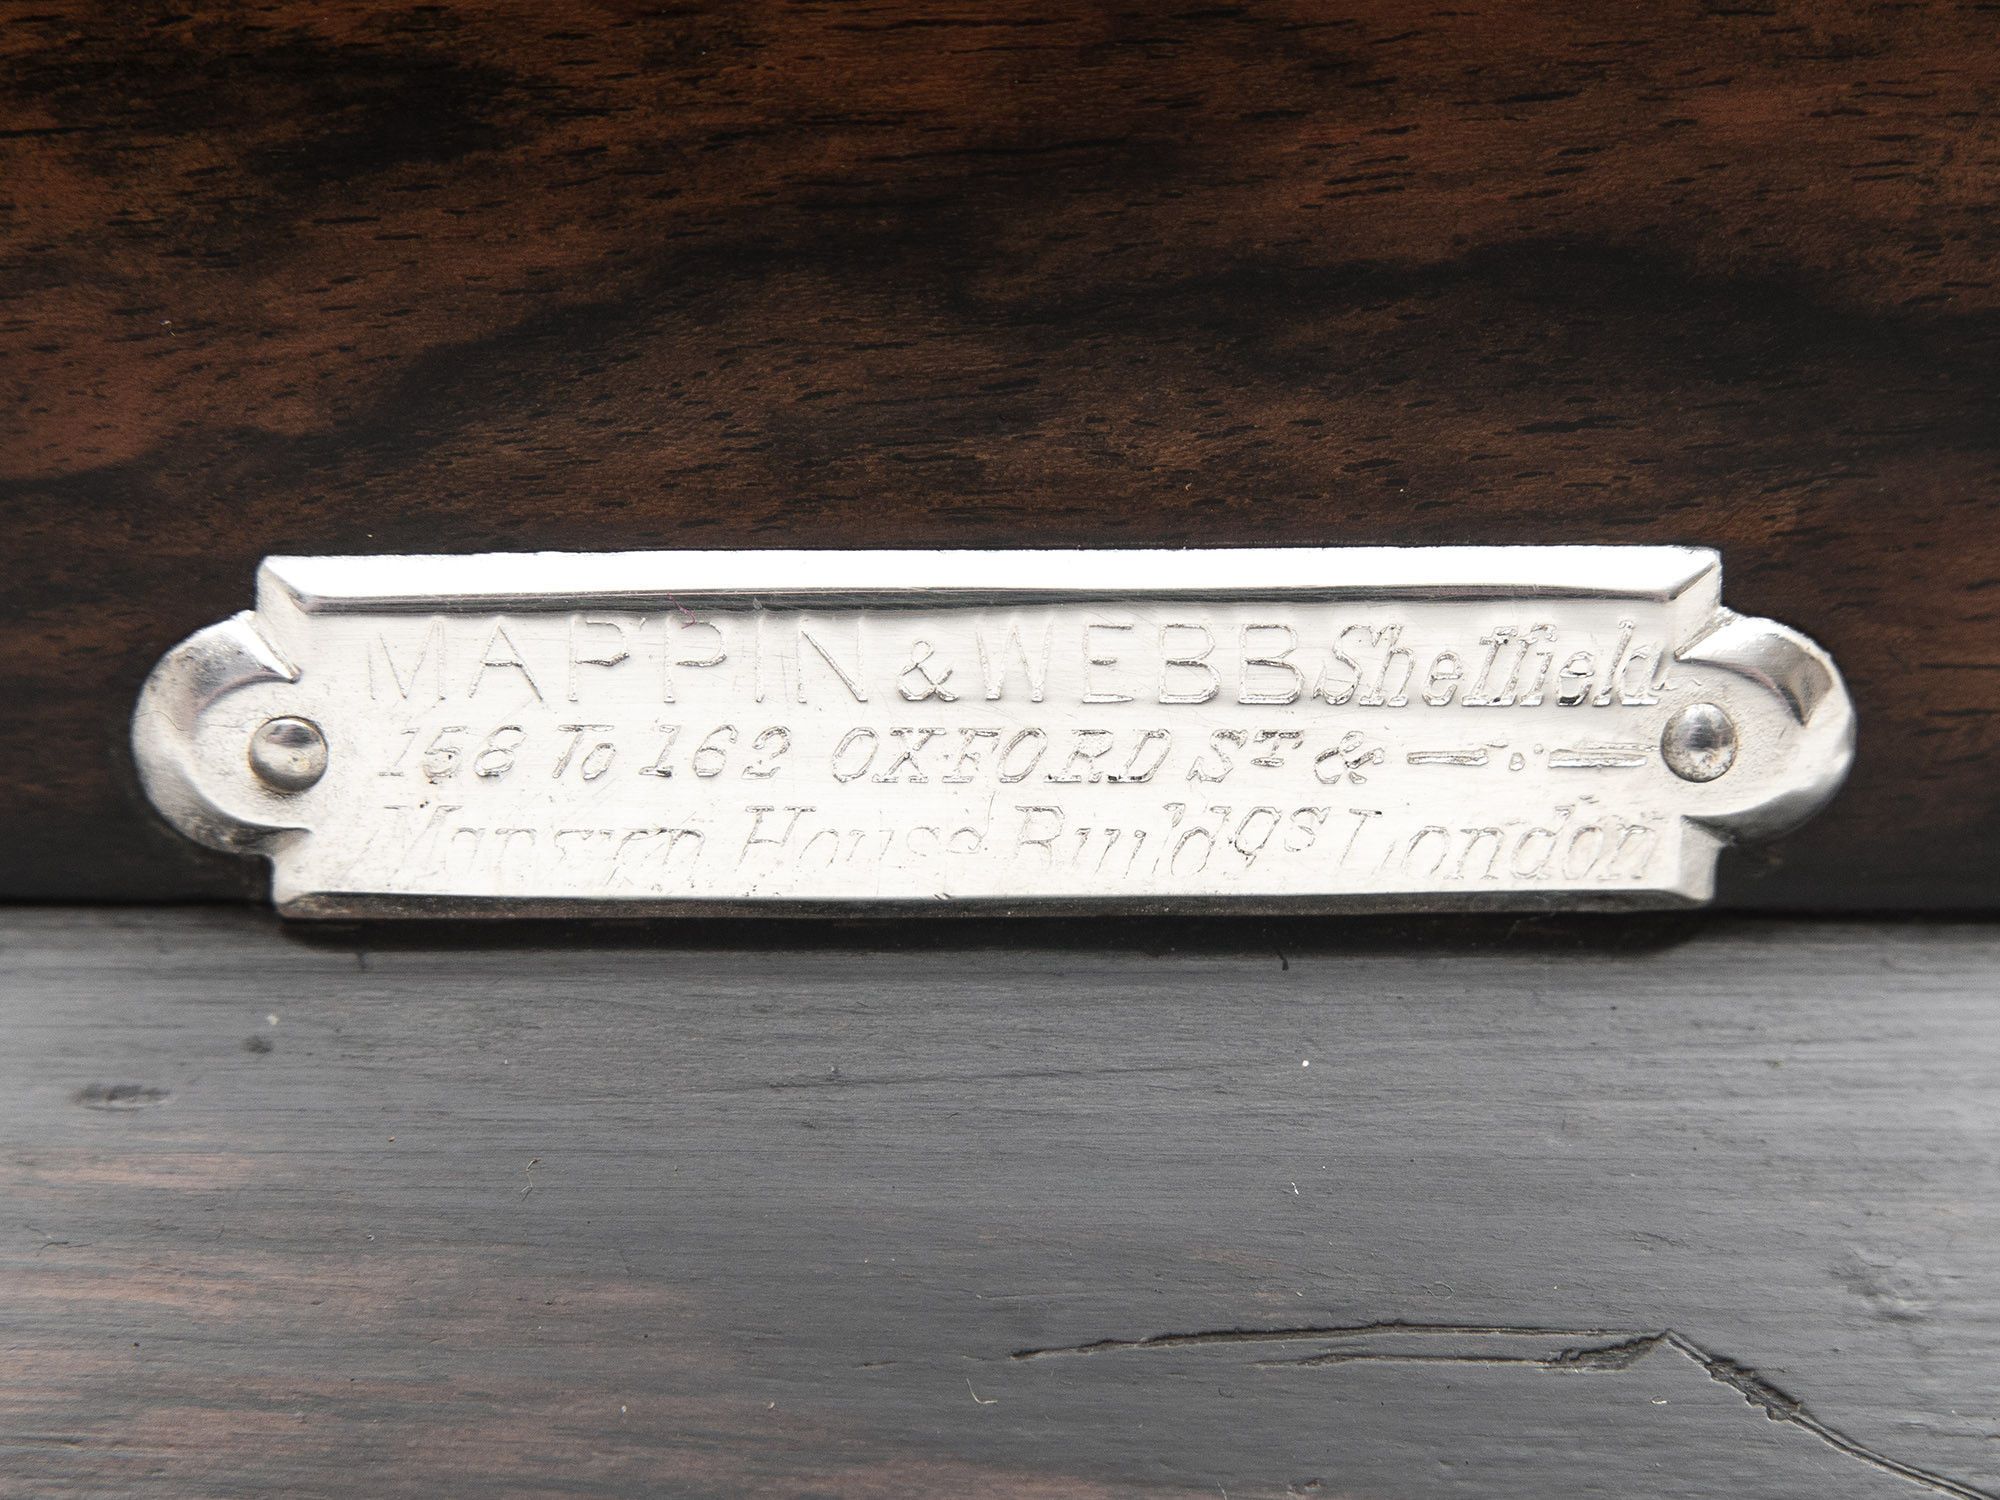 MAPPIN & WEBB Sheffield
158 To 162 OXFORD ST &
Mansion House Buildgs London